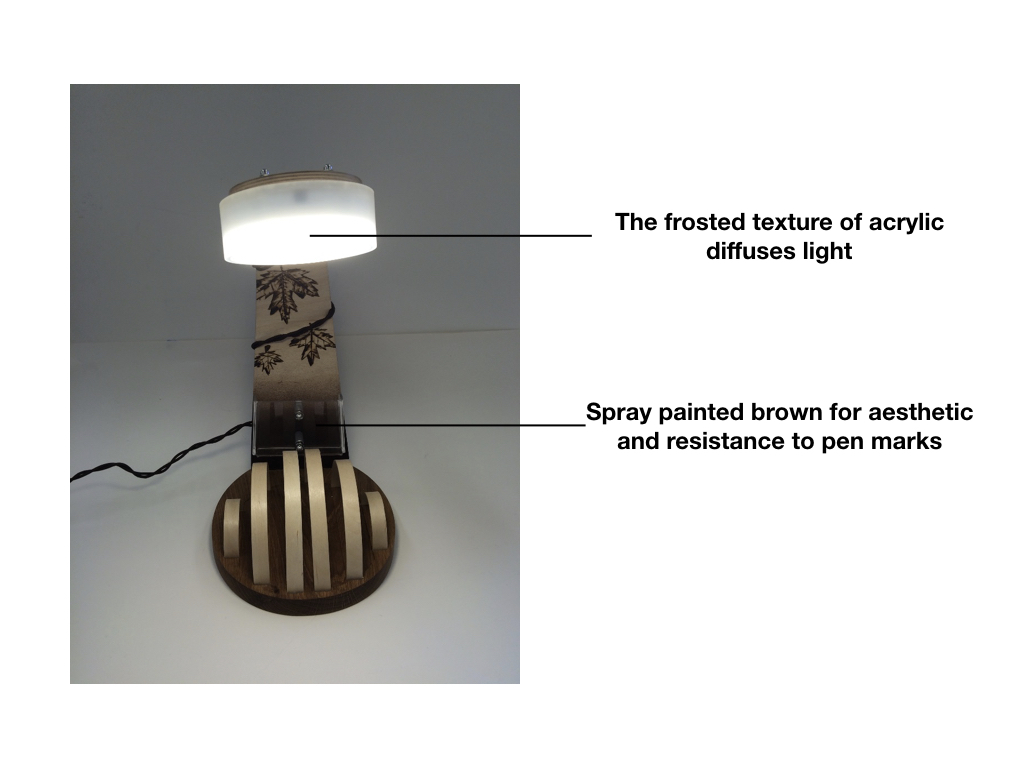 The frosted texture of acrylic
diffuses light
Spray painted brown for aesthetic
and resistance to pen marks